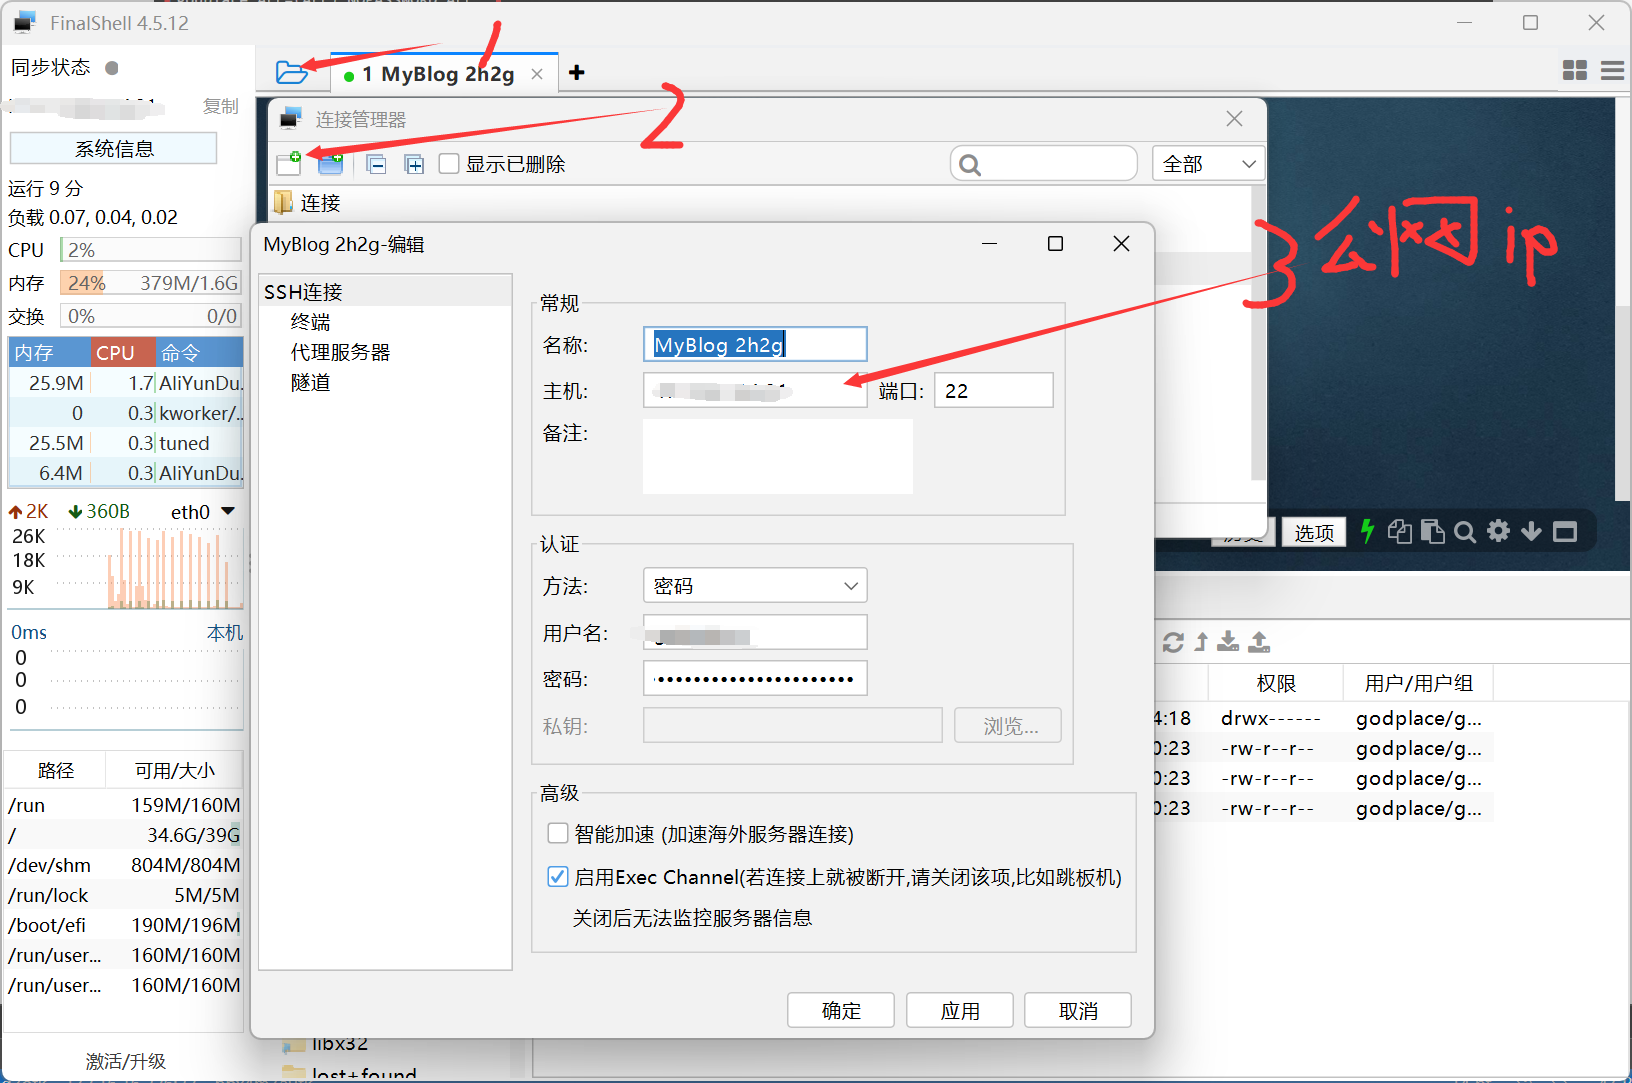 FinalShell 4.5.12
同步状态
复制
系统信息
运行 9 分
负载 0.07, 0.04, 0.02
CPU 2%
内存 24% 379M/1.6G
交换 0% 0/0
内存 CPU 命令
25.9M 1.7 AliYunDu.
0 0.3 kworker/..
25.5M 0.3 tuned
6.4M 0.3 AliYunDu.
2K 360B eth0
26K
18K
9K
0ms 本机
0
0
0
路径 可用/大小
/run 159M/160M
/ 34.6G/39G
/dev/shm 804M/804M
/run/lock 5M/5M
/boot/efi 190M/196M
/run/user... 160M/160M
/run/user... 160M/160M
激活/升级
1 MyBlog 2h2g
1
连接管理器
2
显示已删除
全部
连接
3 公网 ip
MyBlog 2h2g-编辑
SSH连接
终端
代理服务器
隧道
常规
名称: MyBlog 2h2g
主机: 端口: 22
备注:
认证
方法: 密码
用户名:
密码: ••••••••••••••••••••••
私钥: 浏览...
高级
智能加速 (加速海外服务器连接)
启用Exec Channel(若连接上就被断开,请关闭该项,比如跳板机)
关闭后无法监控服务器信息
确定 应用 取消
选项
权限 用户/用户组
4:18 drwx------ godplace/g...
0:23 -rw-r--r-- godplace/g...
0:23 -rw-r--r-- godplace/g...
0:23 -rw-r--r-- godplace/g...
libx32
lost+found